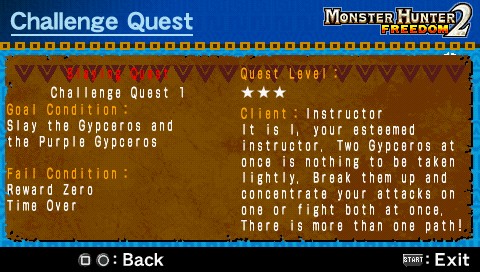 Challenge Quest
MONSTER HUNTER
FREEDOM 2
Slaying Quest
Challenge Quest 1
Goal Condition:
Slay the Gypceros and
the Purple Gypceros
Fail Condition:
Reward Zero
Time Over
Quest Level:
★★★
Client: Instructor
It is I, your esteemed
instructor. Two Gypceros at
once is nothing to be taken
lightly. Break them up and
concentrate your attacks on
one or fight both at once.
There is more than one path!
□ ○: Back
START: Exit